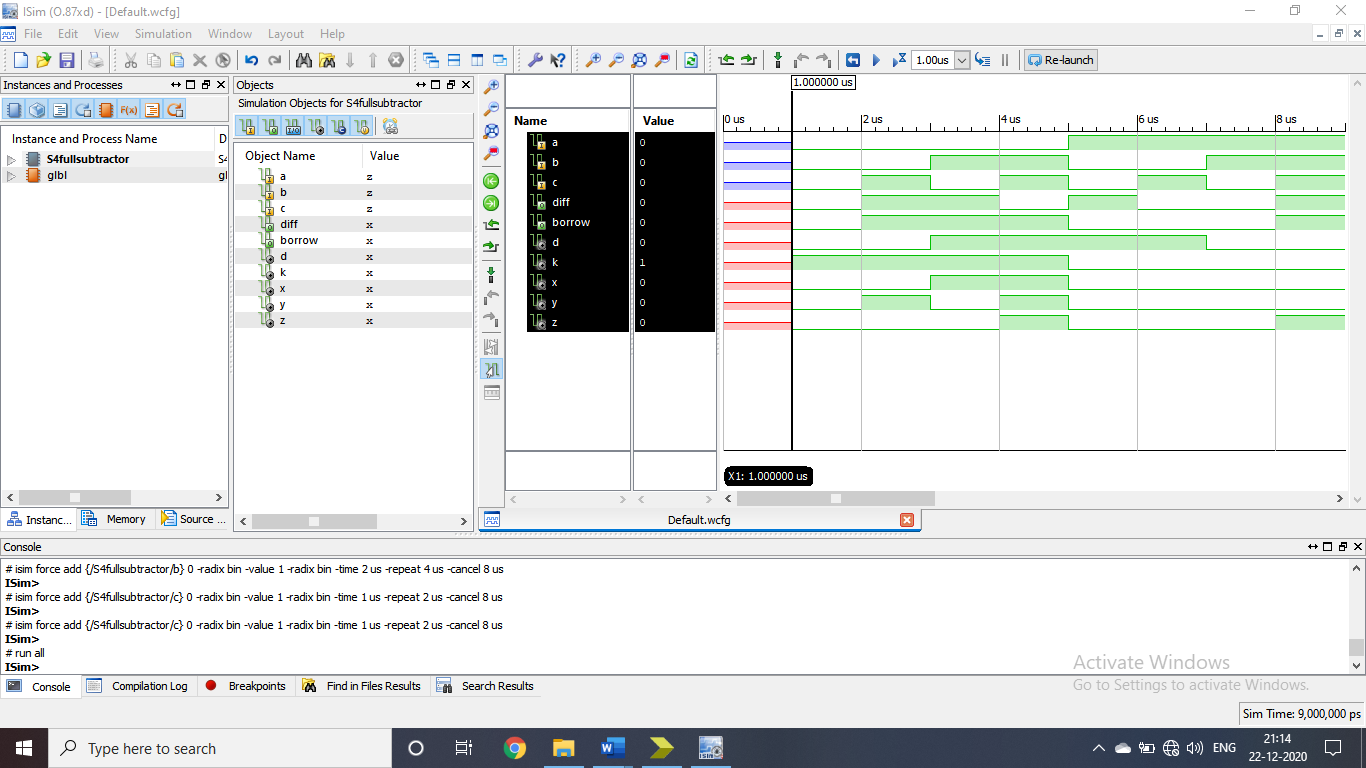 ISim (O.87xd) - [Default.wcfg]
File Edit View Simulation Window Layout Help
1.00us Re-launch
Instances and Processes
Instance and Process Name D
S4fullsubtractor S4
glbl gl
Instanc... Memory Source ...
Objects
Simulation Objects for S4fullsubtractor
Object Name Value
a z
b z
c z
diff x
borrow x
d x
k x
x x
y x
z x
1.000000 us
Name Value
0 us 2 us 4 us 6 us 8 us
a 0
b 0
c 0
diff 0
borrow 0
d 0
k 1
x 0
y 0
z 0
X1: 1.000000 us
Default.wcfg
Console
# isim force add {/S4fullsubtractor/b} 0 -radix bin -value 1 -radix bin -time 2 us -repeat 4 us -cancel 8 us
ISim>
# isim force add {/S4fullsubtractor/c} 0 -radix bin -value 1 -radix bin -time 1 us -repeat 2 us -cancel 8 us
ISim>
# isim force add {/S4fullsubtractor/c} 0 -radix bin -value 1 -radix bin -time 1 us -repeat 2 us -cancel 8 us
ISim>
# run all
ISim>
Activate Windows
Go to Settings to activate Windows.
Console Compilation Log Breakpoints Find in Files Results Search Results
Sim Time: 9,000,000 ps
Type here to search
ENG
21:14
22-12-2020